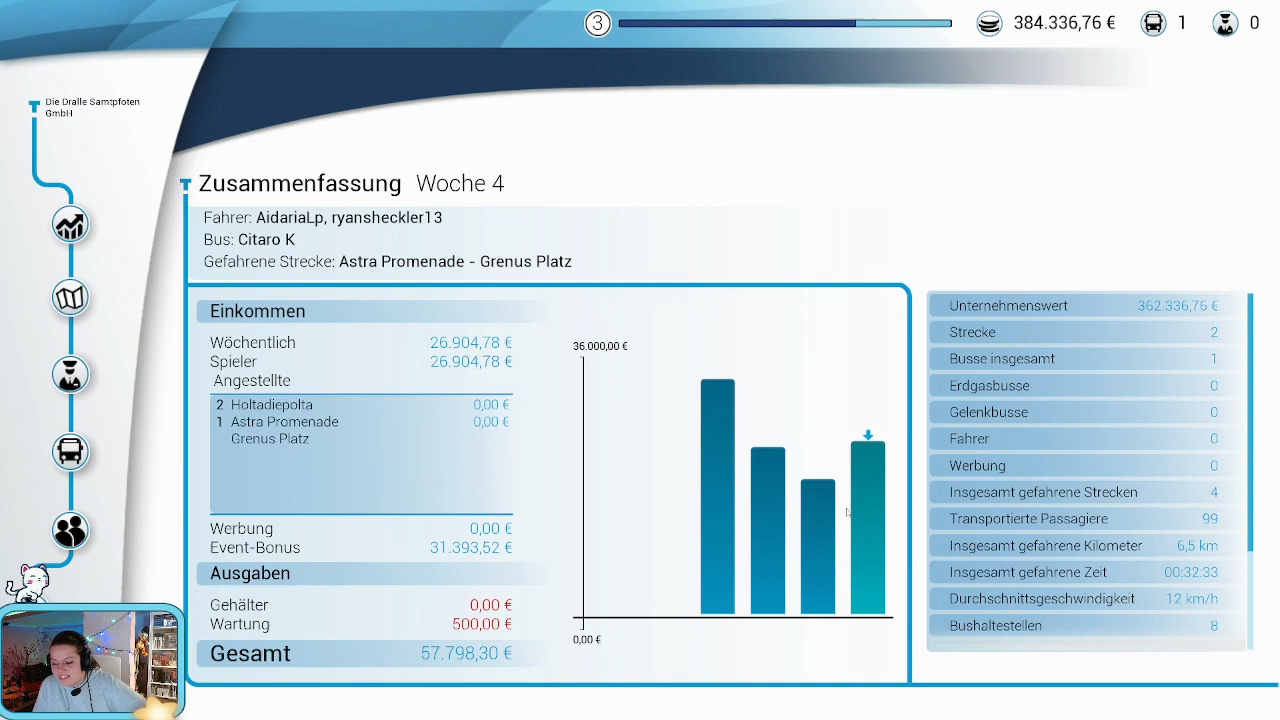 3
384.336,76 €
1
0
Die Dralle Samtpfoten
GmbH
Zusammenfassung Woche 4
Fahrer: AidariaLp, ryansheckler13
Bus: Citaro K
Gefahrene Strecke: Astra Promenade - Grenus Platz
Einkommen
Wöchentlich 26.904,78 €
Spieler 26.904,78 €
Angestellte
2 Holtadiepolta 0,00 €
1 Astra Promenade 0,00 €
Grenus Platz
Werbung 0,00 €
Event-Bonus 31.393,52 €
Ausgaben
Gehälter 0,00 €
Wartung 500,00 €
Gesamt 57.798,30 €
36.000,00 €
0,00 €
Unternehmenswert 362.336,76 €
Strecke 2
Busse insgesamt 1
Erdgasbusse 0
Gelenkbusse 0
Fahrer 0
Werbung 0
Insgesamt gefahrene Strecken 4
Transportierte Passagiere 99
Insgesamt gefahrene Kilometer 6,5 km
Insgesamt gefahrene Zeit 00:32:33
Durchschnittsgeschwindigkeit 12 km/h
Bushaltestellen 8